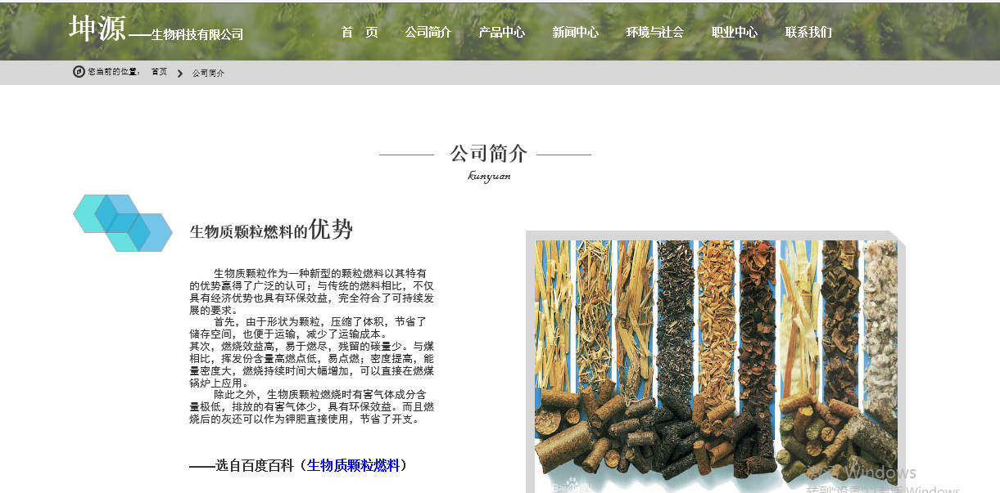 坤源——生物科技有限公司
首 页 公司简介 产品中心 新闻中心 环境与社会 职业中心 联系我们
您当前的位置： 首页 > 公司简介
公司简介
kunyuan
生物质颗粒燃料的优势
生物质颗粒作为一种新型的颗粒燃料以其特有
的优势赢得了广泛的认可；与传统的燃料相比，不仅
具有经济优势也具有环保效益，完全符合了可持续发
展的要求。
首先，由于形状为颗粒，压缩了体积，节省了
储存空间，也便于运输，减少了运输成本。
其次，燃烧效益高，易于燃尽，残留的碳量少。与煤
相比，挥发份含量高燃点低，易点燃；密度提高，能
量密度大，燃烧持续时间大幅增加，可以直接在燃煤
锅炉上应用。
除此之外，生物质颗粒燃烧时有害气体成分含
量极低，排放的有害气体少，具有环保效益。而且燃
烧后的灰还可以作为钾肥直接使用，节省了开支。
——选自百度百科（生物质颗粒燃料）
激活 Windows
转到“设置”以激活 Windows